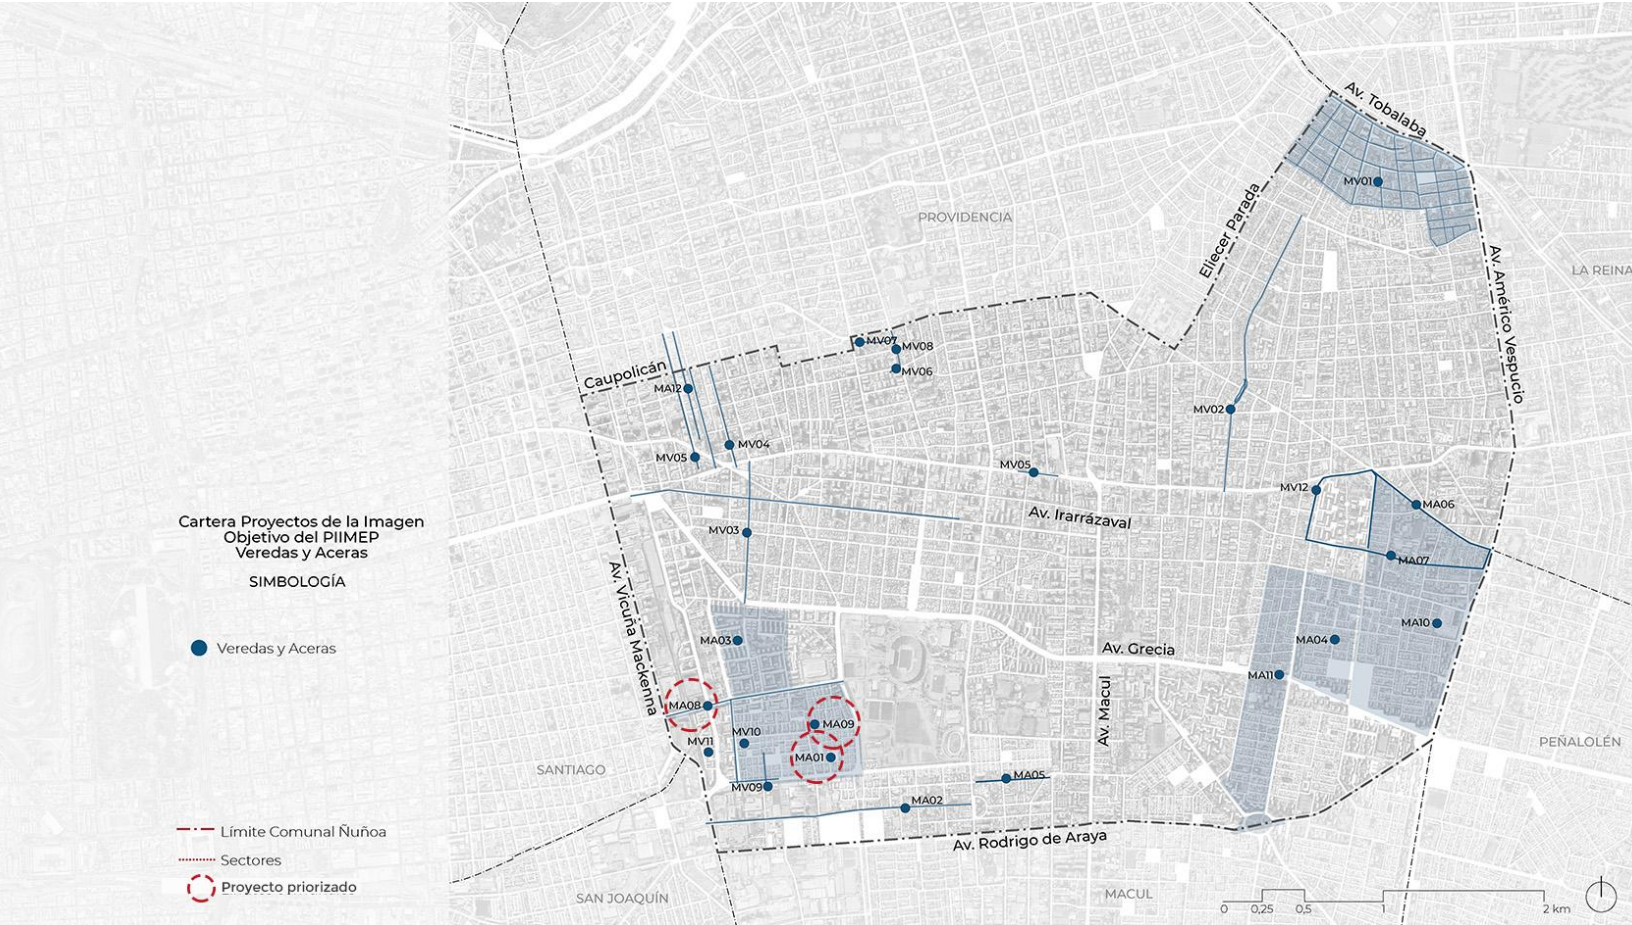 Av. Tobalaba
MV01
PROVIDENCIA
Eliecer Parada
Av. Américo Vespucio
LA REINA
MV07
MV08
MV06
Caupolicán
MA12
MV02
MV04
MV05
MV05
MV12
MA06
Av. Irarrázaval
MV03
Cartera Proyectos de la Imagen
Objetivo del PIIMEP
Veredas y Aceras
SIMBOLOGÍA
Veredas y Aceras
MA07
Av. Vicuña Mackenna
MA10
MA03
MA04
Av. Grecia
MA11
MA08
Av. Macul
MA09
MV10
MV11
MA01
PEÑALOLÉN
SANTIAGO
MA05
MV09
MA02
Av. Rodrigo de Araya
Límite Comunal Ñuñoa
Sectores
Proyecto priorizado
SAN JOAQUÍN
MACUL
0 0,25 0,5 1 2 km